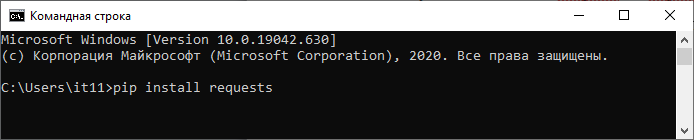 Командная строка
Microsoft Windows [Version 10.0.19042.630]
(c) Корпорация Майкрософт (Microsoft Corporation), 2020. Все права защищены.
C:\Users\it11>pip install requests